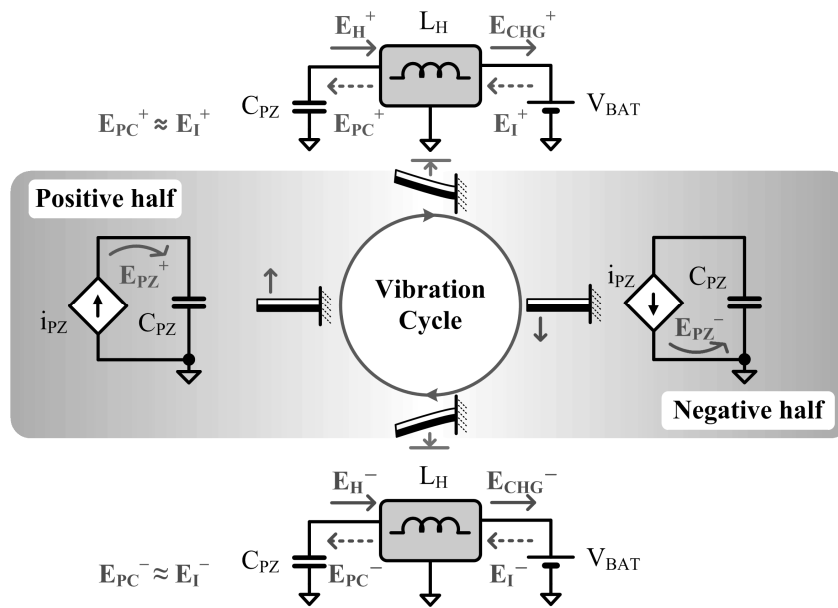 E_H^+ L_H E_CHG^+
C_PZ V_BAT
E_PC^+ ≈ E_I^+ E_PC^+ E_I^+
Positive half
E_PZ^+ i_PZ C_PZ
Vibration
Cycle
i_PZ C_PZ E_PZ^−
Negative half
E_H^− L_H E_CHG^−
C_PZ V_BAT
E_PC^− ≈ E_I^− E_PC^− E_I^−